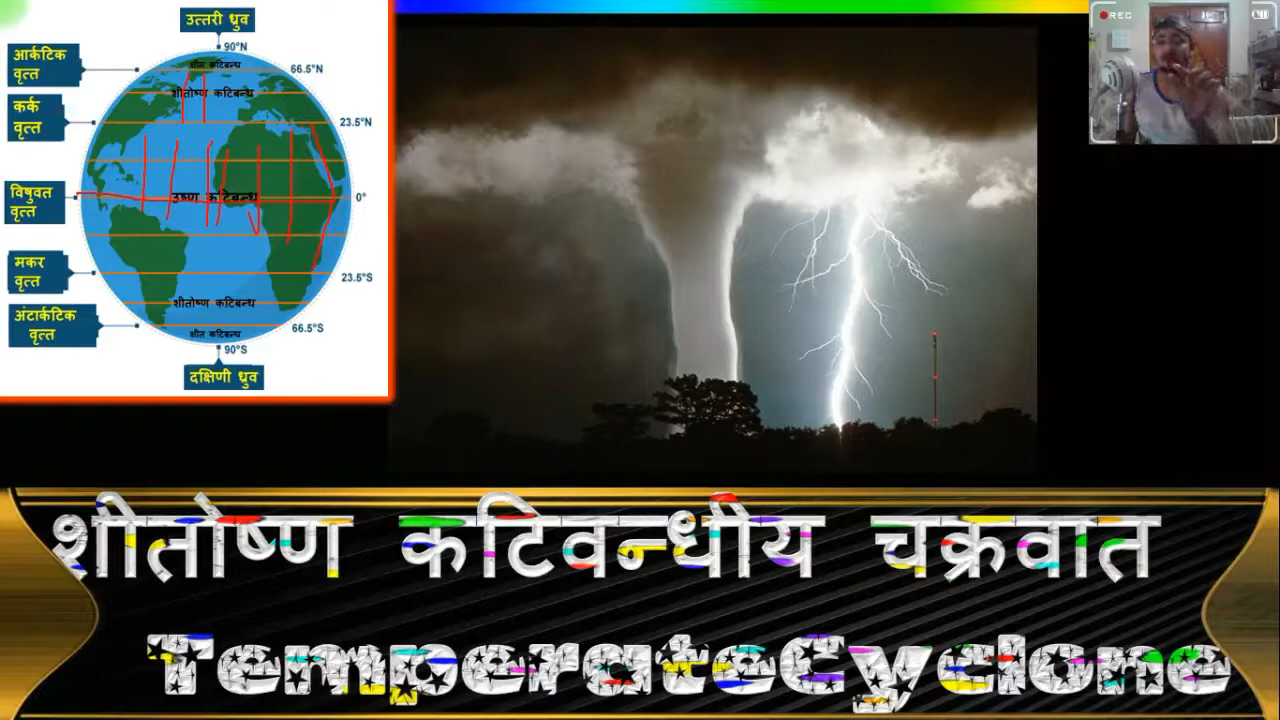 उत्तरी ध्रुव
90°N
आर्कटिक
वृत्त
शीत कटिबन्ध
66.5°N
शीतोष्ण कटिबन्ध
कर्क
वृत्त
23.5°N
विषुवत
वृत्त
उष्ण कटिबन्ध
0°
मकर
वृत्त
23.5°S
शीतोष्ण कटिबन्ध
अंटार्कटिक
वृत्त
66.5°S
शीत कटिबन्ध
90°S
दक्षिणी ध्रुव
REC
शीतोष्ण कटिवन्धीय चक्रवात
TemperateCyclone